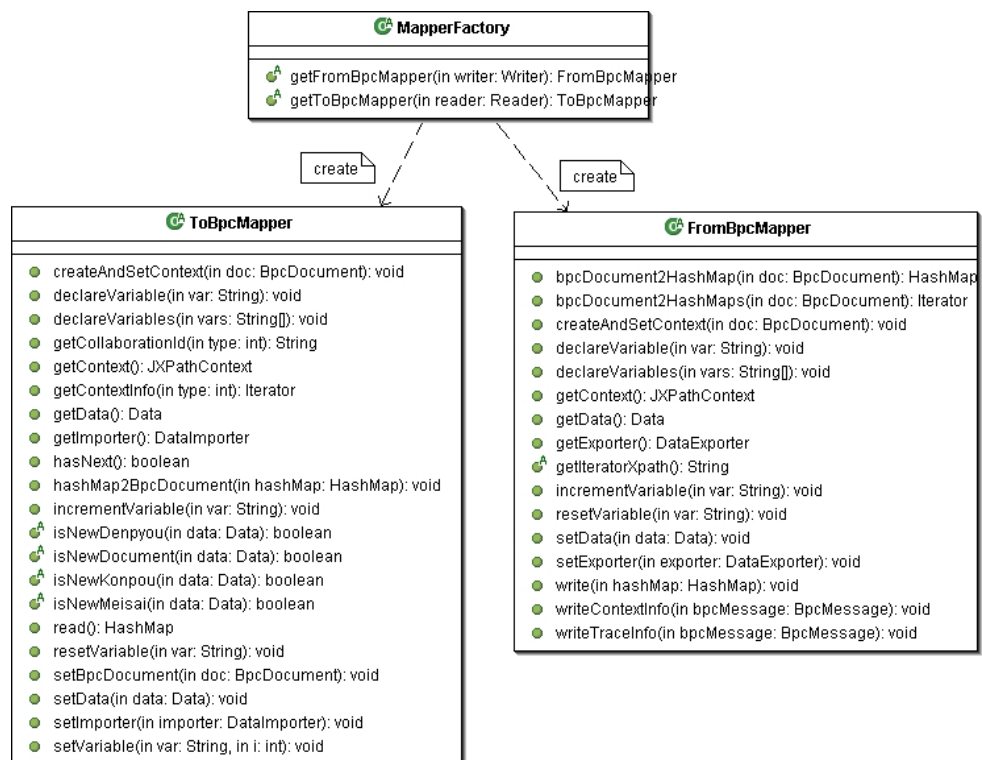 MapperFactory
getFromBpcMapper(in writer: Writer): FromBpcMapper
getToBpcMapper(in reader: Reader): ToBpcMapper
create
create
ToBpcMapper
createAndSetContext(in doc: BpcDocument): void
declareVariable(in var: String): void
declareVariables(in vars: String[]): void
getCollaborationId(in type: int): String
getContext(): JXPathContext
getContextInfo(in type: int): Iterator
getData(): Data
getImporter(): DataImporter
hasNext(): boolean
hashMap2BpcDocument(in hashMap: HashMap): void
incrementVariable(in var: String): void
isNewDenpyou(in data: Data): boolean
isNewDocument(in data: Data): boolean
isNewKonpou(in data: Data): boolean
isNewMeisai(in data: Data): boolean
read(): HashMap
resetVariable(in var: String): void
setBpcDocument(in doc: BpcDocument): void
setData(in data: Data): void
setImporter(in importer: DataImporter): void
setVariable(in var: String, in i: int): void
FromBpcMapper
bpcDocument2HashMap(in doc: BpcDocument): HashMap
bpcDocument2HashMaps(in doc: BpcDocument): Iterator
createAndSetContext(in doc: BpcDocument): void
declareVariable(in var: String): void
declareVariables(in vars: String[]): void
getContext(): JXPathContext
getData(): Data
getExporter(): DataExporter
getIteratorXpath(): String
incrementVariable(in var: String): void
resetVariable(in var: String): void
setData(in data: Data): void
setExporter(in exporter: DataExporter): void
write(in hashMap: HashMap): void
writeContextInfo(in bpcMessage: BpcMessage): void
writeTraceInfo(in bpcMessage: BpcMessage): void